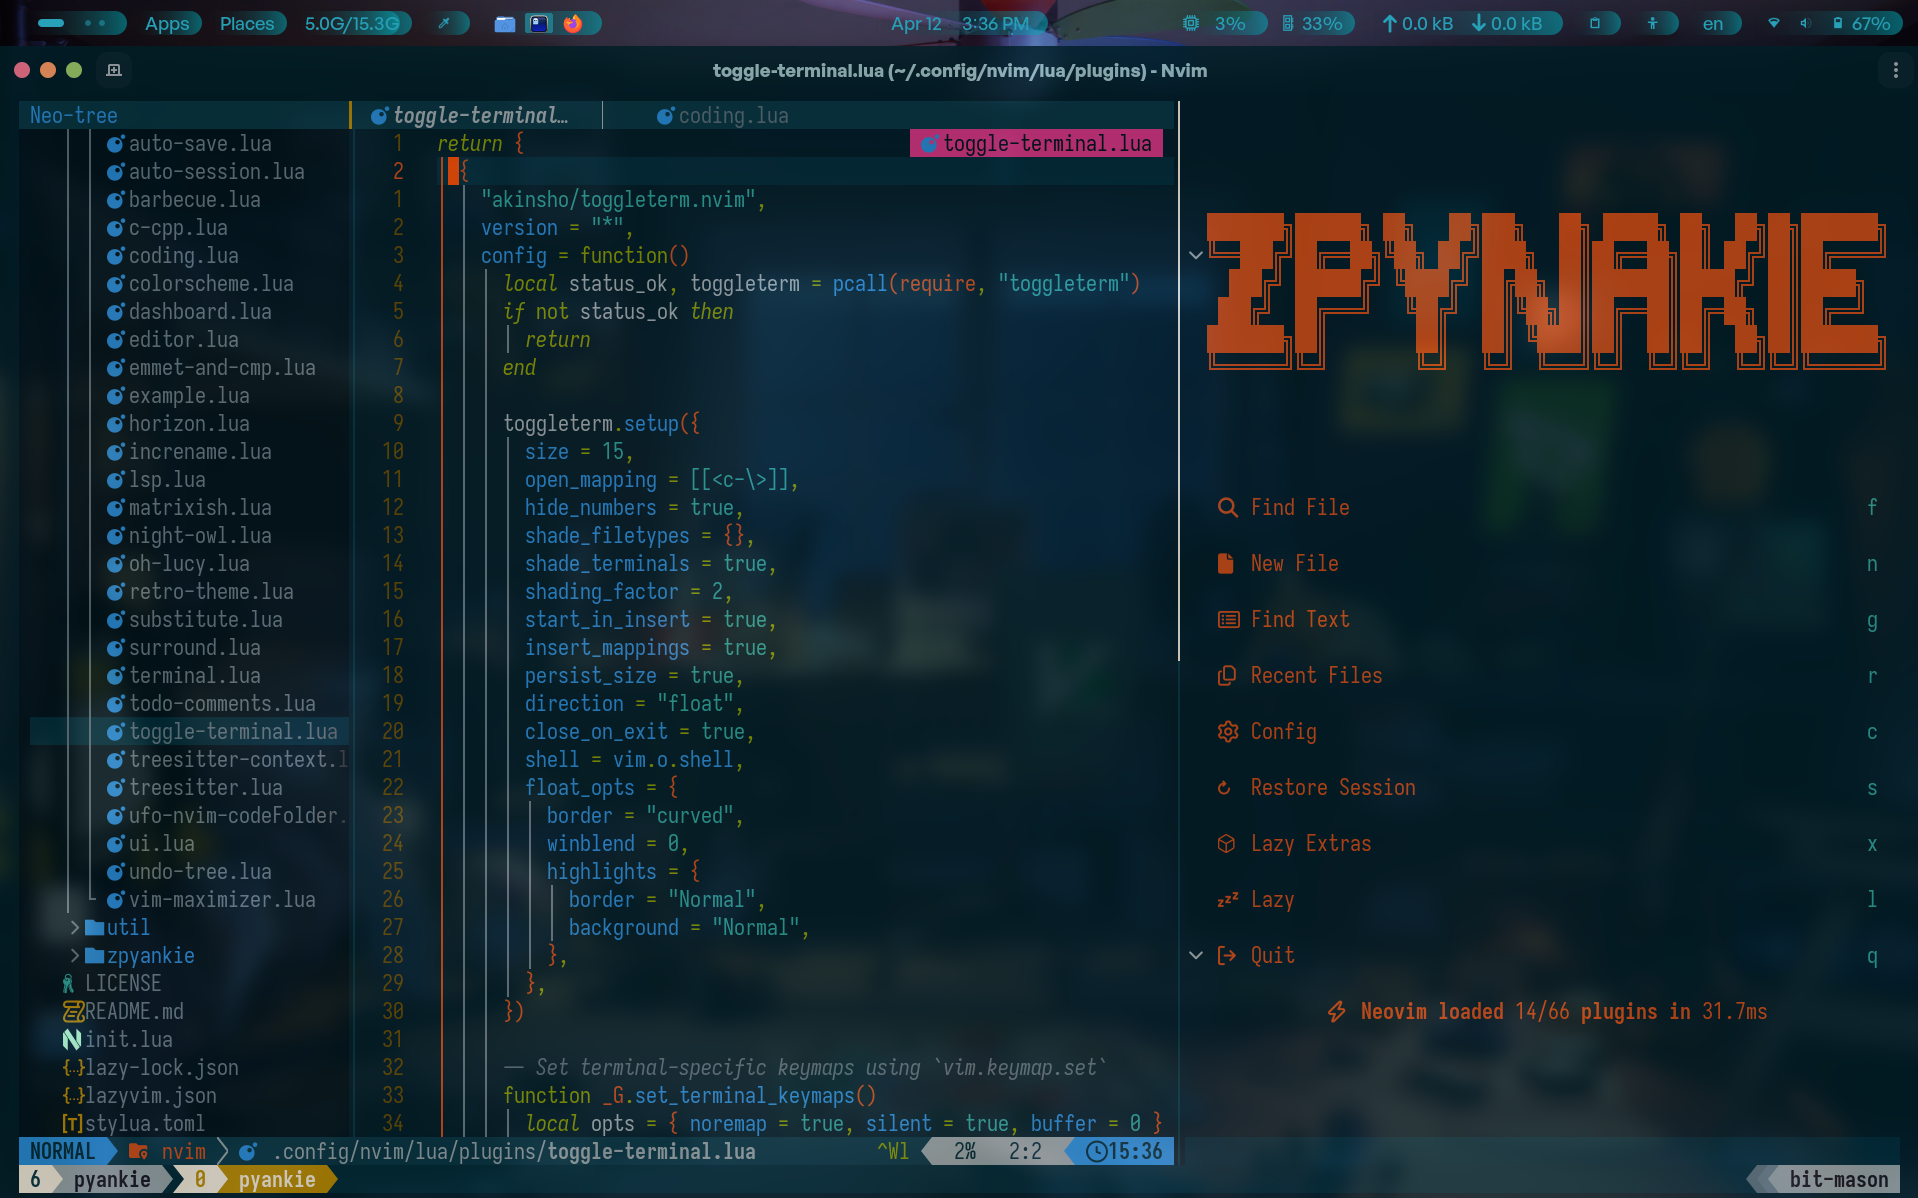 Apps Places 5.0G/15.3G Apr 12 3:36 PM 3% 33% 0.0 kB 0.0 kB en 67%
toggle-terminal.lua (~/.config/nvim/lua/plugins) - Nvim
Neo-tree
auto-save.lua
auto-session.lua
barbecue.lua
c-cpp.lua
coding.lua
colorscheme.lua
dashboard.lua
editor.lua
emmet-and-cmp.lua
example.lua
horizon.lua
increname.lua
lsp.lua
matrixish.lua
night-owl.lua
oh-lucy.lua
retro-theme.lua
substitute.lua
surround.lua
terminal.lua
todo-comments.lua
toggle-terminal.lua
treesitter-context.l
treesitter.lua
ufo-nvim-codeFolder.
ui.lua
undo-tree.lua
vim-maximizer.lua
util
zpyankie
LICENSE
README.md
init.lua
{..}lazy-lock.json
{..}lazyvim.json
[T]stylua.toml
toggle-terminal… coding.lua
toggle-terminal.lua
1 return {
2 {
1 "akinsho/toggleterm.nvim",
2 version = "*",
3 config = function()
4 local status_ok, toggleterm = pcall(require, "toggleterm")
5 if not status_ok then
6 return
7 end
8
9 toggleterm.setup({
10 size = 15,
11 open_mapping = [[<c-\>]],
12 hide_numbers = true,
13 shade_filetypes = {},
14 shade_terminals = true,
15 shading_factor = 2,
16 start_in_insert = true,
17 insert_mappings = true,
18 persist_size = true,
19 direction = "float",
20 close_on_exit = true,
21 shell = vim.o.shell,
22 float_opts = {
23 border = "curved",
24 winblend = 0,
25 highlights = {
26 border = "Normal",
27 background = "Normal",
28 },
29 },
30 })
31
32 -- Set terminal-specific keymaps using `vim.keymap.set`
33 function _G.set_terminal_keymaps()
34 local opts = { noremap = true, silent = true, buffer = 0 }
ZPYNAKIE
Find File f
New File n
Find Text g
Recent Files r
Config c
Restore Session s
Lazy Extras x
zzz Lazy l
Quit q
Neovim loaded 14/66 plugins in 31.7ms
NORMAL nvim .config/nvim/lua/plugins/toggle-terminal.lua ^Wl 2% 2:2 15:36
6 pyankie 0 pyankie bit-mason